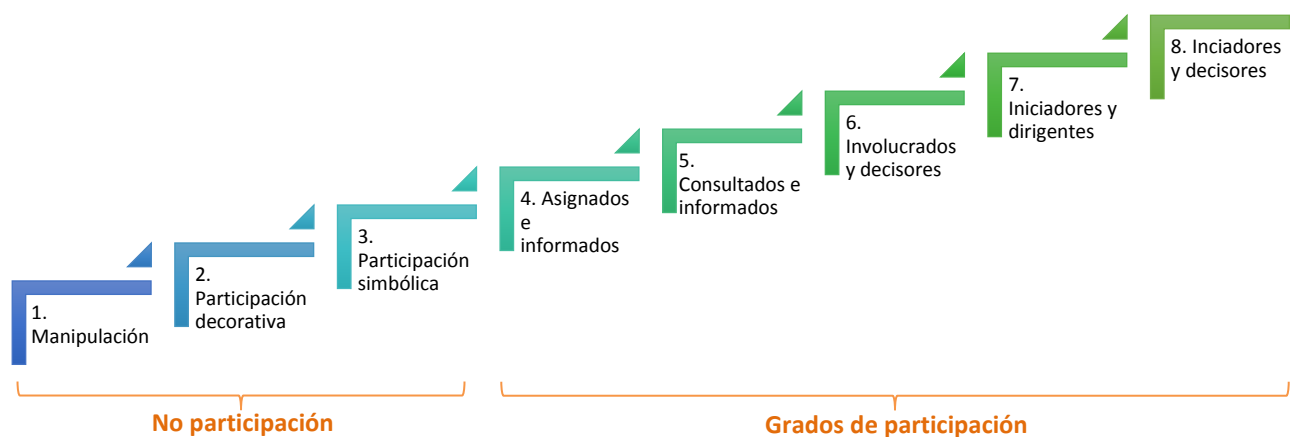 1.
Manipulación
2.
Participación
decorativa
3.
Participación
simbólica
4. Asignados
e
informados
5.
Consultados e
informados
6.
Involucrados
y decisores
7.
Iniciadores y
dirigentes
8. Inciadores
y decisores
No participación
Grados de participación